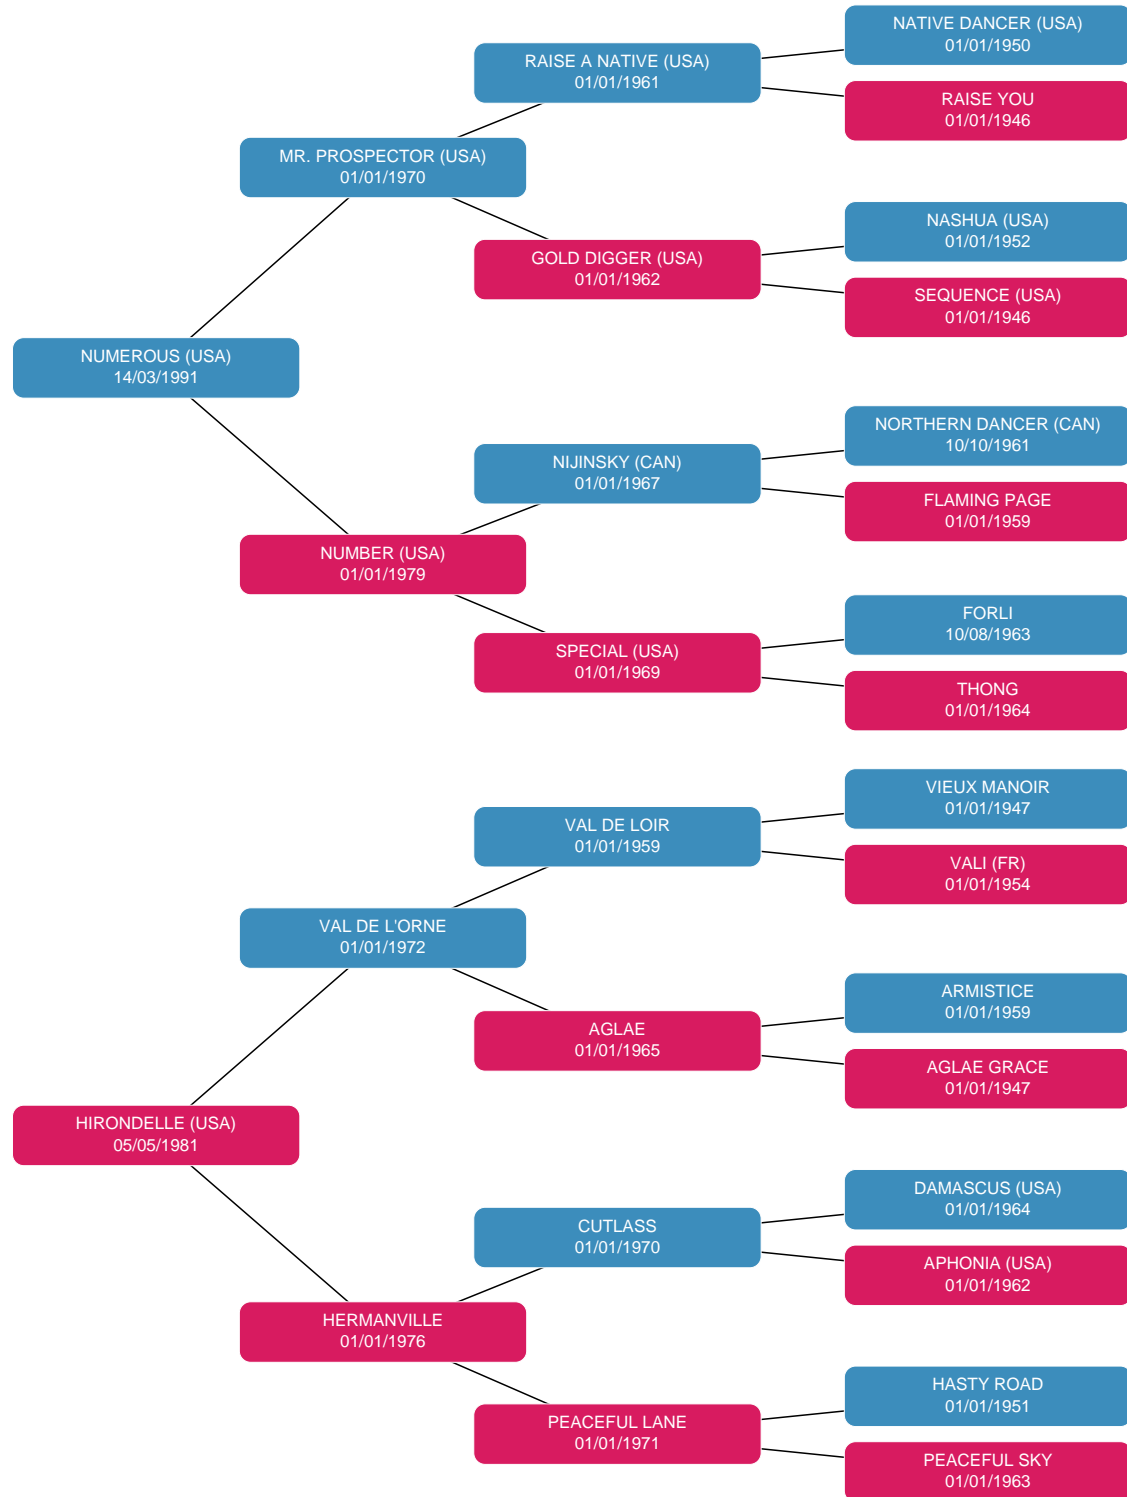 NATIVE DANCER (USA)
01/01/1950
RAISE A NATIVE (USA)
01/01/1961
RAISE YOU
01/01/1946
MR. PROSPECTOR (USA)
01/01/1970
NASHUA (USA)
01/01/1952
GOLD DIGGER (USA)
01/01/1962
SEQUENCE (USA)
01/01/1946
NUMEROUS (USA)
14/03/1991
NORTHERN DANCER (CAN)
10/10/1961
NIJINSKY (CAN)
01/01/1967
FLAMING PAGE
01/01/1959
NUMBER (USA)
01/01/1979
FORLI
10/08/1963
SPECIAL (USA)
01/01/1969
THONG
01/01/1964
VIEUX MANOIR
01/01/1947
VAL DE LOIR
01/01/1959
VALI (FR)
01/01/1954
VAL DE L'ORNE
01/01/1972
ARMISTICE
01/01/1959
AGLAE
01/01/1965
AGLAE GRACE
01/01/1947
HIRONDELLE (USA)
05/05/1981
DAMASCUS (USA)
01/01/1964
CUTLASS
01/01/1970
APHONIA (USA)
01/01/1962
HERMANVILLE
01/01/1976
HASTY ROAD
01/01/1951
PEACEFUL LANE
01/01/1971
PEACEFUL SKY
01/01/1963